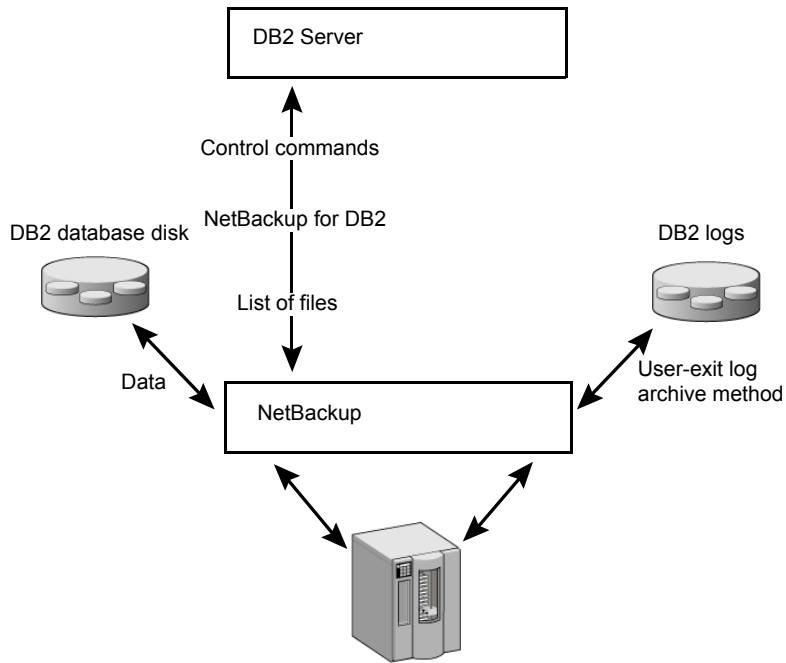 DB2 Server
Control commands
NetBackup for DB2
DB2 database disk
DB2 logs
List of files
Data
User-exit log
archive method
NetBackup